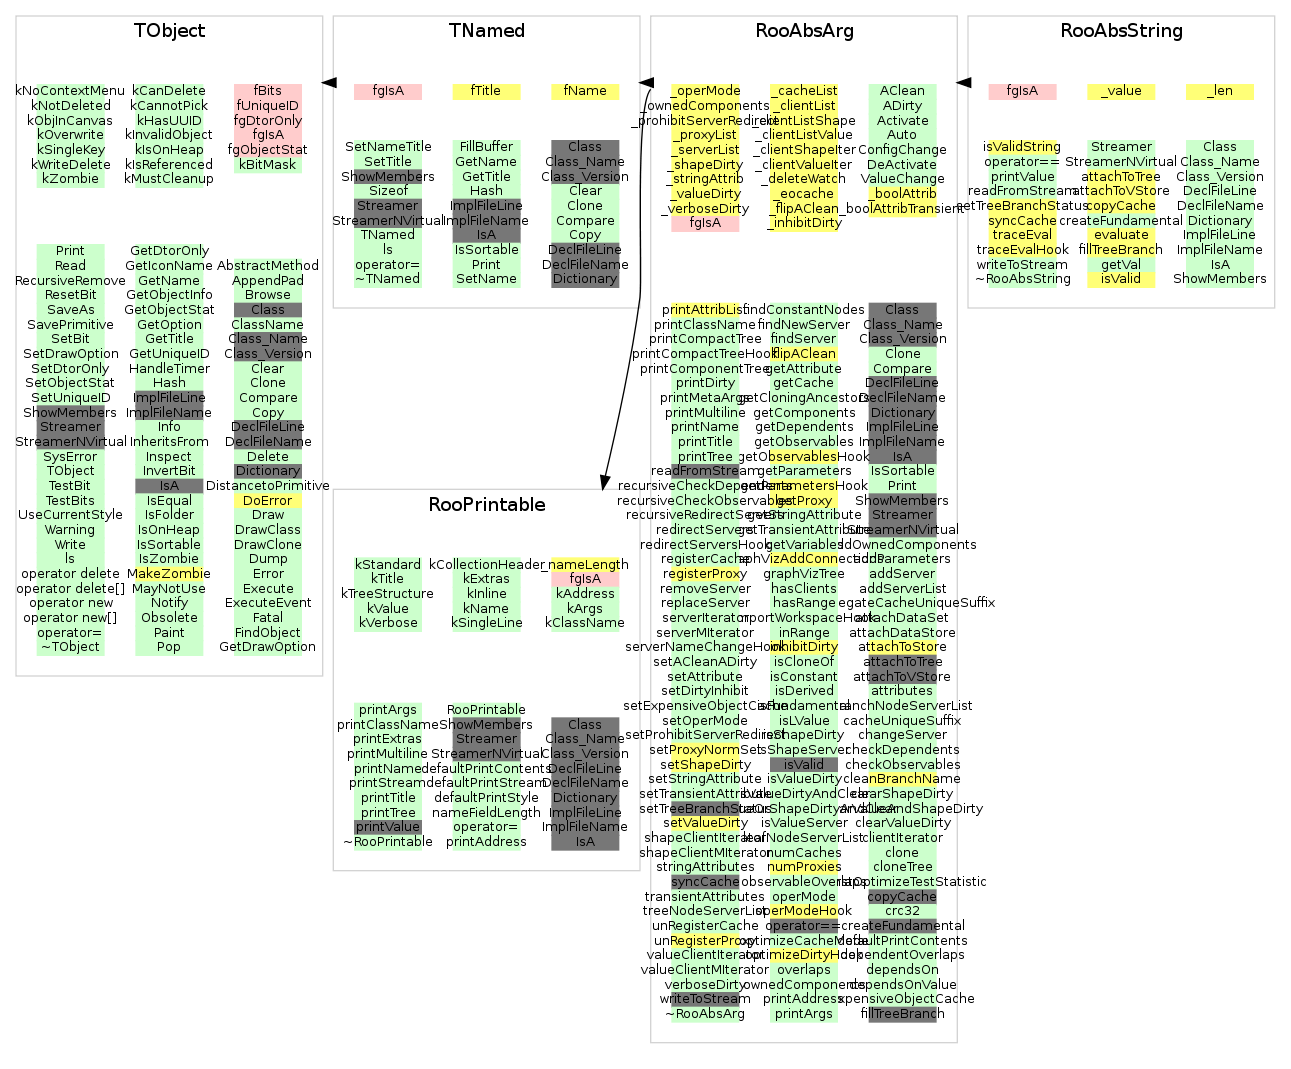 TObject
kNoContextMenu
kNotDeleted
kObjInCanvas
kOverwrite
kSingleKey
kWriteDelete
kZombie
kCanDelete
kCannotPick
kHasUUID
kInvalidObject
kIsOnHeap
kIsReferenced
kMustCleanup
fBits
fUniqueID
fgDtorOnly
fgIsA
fgObjectStat
kBitMask
Print
Read
RecursiveRemove
ResetBit
SaveAs
SavePrimitive
SetBit
SetDrawOption
SetDtorOnly
SetObjectStat
SetUniqueID
ShowMembers
Streamer
StreamerNVirtual
SysError
TObject
TestBit
TestBits
UseCurrentStyle
Warning
Write
ls
operator delete
operator delete[]
operator new
operator new[]
operator=
~TObject
GetDtorOnly
GetIconName
GetName
GetObjectInfo
GetObjectStat
GetOption
GetTitle
GetUniqueID
HandleTimer
Hash
ImplFileLine
ImplFileName
Info
InheritsFrom
Inspect
InvertBit
IsA
IsEqual
IsFolder
IsOnHeap
IsSortable
IsZombie
MakeZombie
MayNotUse
Notify
Obsolete
Paint
Pop
AbstractMethod
AppendPad
Browse
Class
ClassName
Class_Name
Class_Version
Clear
Clone
Compare
Copy
DeclFileLine
DeclFileName
Delete
Dictionary
DistancetoPrimitive
DoError
Draw
DrawClass
DrawClone
Dump
Error
Execute
ExecuteEvent
Fatal
FindObject
GetDrawOption
TNamed
fgIsA
fTitle
fName
SetNameTitle
SetTitle
ShowMembers
Sizeof
Streamer
StreamerNVirtual
TNamed
ls
operator=
~TNamed
FillBuffer
GetName
GetTitle
Hash
ImplFileLine
ImplFileName
IsA
IsSortable
Print
SetName
Class
Class_Name
Class_Version
Clear
Clone
Compare
Copy
DeclFileLine
DeclFileName
Dictionary
RooPrintable
kStandard
kTitle
kTreeStructure
kValue
kVerbose
kCollectionHeader
kExtras
kInline
kName
kSingleLine
_nameLength
fgIsA
kAddress
kArgs
kClassName
printArgs
printClassName
printExtras
printMultiline
printName
printStream
printTitle
printTree
printValue
~RooPrintable
RooPrintable
ShowMembers
Streamer
StreamerNVirtual
defaultPrintContents
defaultPrintStream
defaultPrintStyle
nameFieldLength
operator=
printAddress
Class
Class_Name
Class_Version
DeclFileLine
DeclFileName
Dictionary
ImplFileLine
ImplFileName
IsA
RooAbsArg
_operMode
_ownedComponents
_prohibitServerRedirect
_proxyList
_serverList
_shapeDirty
_stringAttrib
_valueDirty
_verboseDirty
fgIsA
_cacheList
_clientList
_clientListValue
_clientShapeIter
_clientValueIter
_deleteWatch
_eocache
_flipAClean
_inhibitDirty
AClean
ADirty
Activate
Auto
ConfigChange
DeActivate
ValueChange
_boolAttrib
_boolAttribTransient
printAttribList
printClassName
printCompactTree
printCompactTreeHook
printComponentTree
printDirty
printMetaArgs
printMultiline
printName
printTitle
printTree
readFromStream
recursiveCheckDependents
recursiveCheckObservables
recursiveRedirectServers
redirectServers
redirectServersHook
registerCache
registerProxy
removeServer
replaceServer
serverIterator
serverMIterator
serverNameChangeHook
setACleanADirty
setAttribute
setDirtyInhibit
setExpensiveObjectCache
setOperMode
setProhibitServerRedirect
setProxyNormSet
setShapeDirty
setStringAttribute
setTransientAttribute
setTreeBranchStatus
setValueDirty
shapeClientIterator
shapeClientMIterator
stringAttributes
syncCache
transientAttributes
treeNodeServerList
unRegisterCache
unRegisterProxy
valueClientIterator
valueClientMIterator
verboseDirty
writeToStream
~RooAbsArg
findConstantNodes
findNewServer
findServer
flipAClean
getAttribute
getCache
getCloningAncestors
getComponents
getDependents
getObservables
getObservablesHook
getParameters
getParametersHook
getProxy
getStringAttribute
getTransientAttribute
getVariables
graphVizTree
hasClients
hasRange
inRange
inhibitDirty
isCloneOf
isConstant
isDerived
isFundamental
isLValue
isShapeDirty
isShapeServer
isValid
isValueDirty
isValueDirtyAndClear
isValueServer
leafNodeServerList
numCaches
numProxies
observableOverlaps
operMode
operModeHook
operator==
optimizeCacheMode
optimizeDirtyHook
overlaps
ownedComponents
printAddress
printArgs
Class
Class_Name
Class_Version
Clone
Compare
DeclFileLine
DeclFileName
Dictionary
ImplFileLine
ImplFileName
IsA
IsSortable
Print
ShowMembers
Streamer
StreamerNVirtual
addOwnedComponents
addParameters
addServer
addServerList
attachDataSet
attachDataStore
attachToStore
attachToTree
attachToVStore
attributes
branchNodeServerList
cacheUniqueSuffix
changeServer
checkDependents
checkObservables
cleanBranchName
clearShapeDirty
clearValueDirty
clientIterator
clone
cloneTree
copyCache
crc32
createFundamental
defaultPrintContents
dependentOverlaps
dependsOn
dependsOnValue
expensiveObjectCache
fillTreeBranch
RooAbsString
fgIsA
_value
_len
isValidString
operator==
printValue
readFromStream
setTreeBranchStatus
syncCache
traceEval
traceEvalHook
writeToStream
~RooAbsString
Streamer
StreamerNVirtual
attachToTree
attachToVStore
copyCache
createFundamental
evaluate
fillTreeBranch
getVal
isValid
Class
Class_Name
Class_Version
DeclFileLine
DeclFileName
Dictionary
ImplFileLine
ImplFileName
IsA
ShowMembers